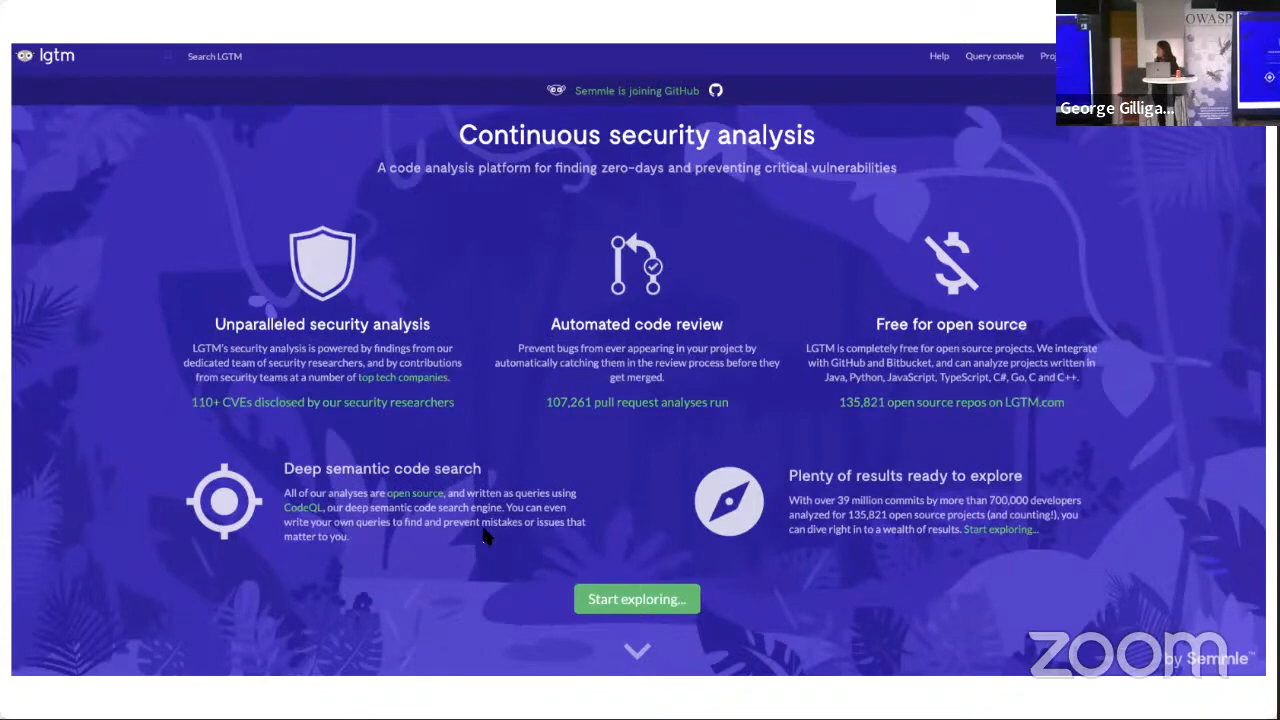 lgtm
Search LGTM
Help
Query console
Semmle is joining GitHub
OWASP
George Gilliga...
Continuous security analysis
A code analysis platform for finding zero-days and preventing critical vulnerabilities
Unparalleled security analysis
LGTM's security analysis is powered by findings from our
dedicated team of security researchers, and by contributions
from security teams at a number of top tech companies.
110+ CVEs disclosed by our security researchers
Automated code review
Prevent bugs from ever appearing in your project by
automatically catching them in the review process before they
get merged.
107,261 pull request analyses run
Free for open source
LGTM is completely free for open source projects. We integrate
with GitHub and Bitbucket, and can analyze projects written in
Java, Python, JavaScript, TypeScript, C#, Go, C and C++.
135,821 open source repos on LGTM.com
Deep semantic code search
All of our analyses are open source, and written as queries using
CodeQL, our deep semantic code search engine. You can even
write your own queries to find and prevent mistakes or issues that
matter to you.
Plenty of results ready to explore
With over 39 million commits by more than 700,000 developers
analyzed for 135,821 open source projects (and counting!), you
can dive right in to a wealth of results. Start exploring...
Start exploring...
by Semmle™
zoom